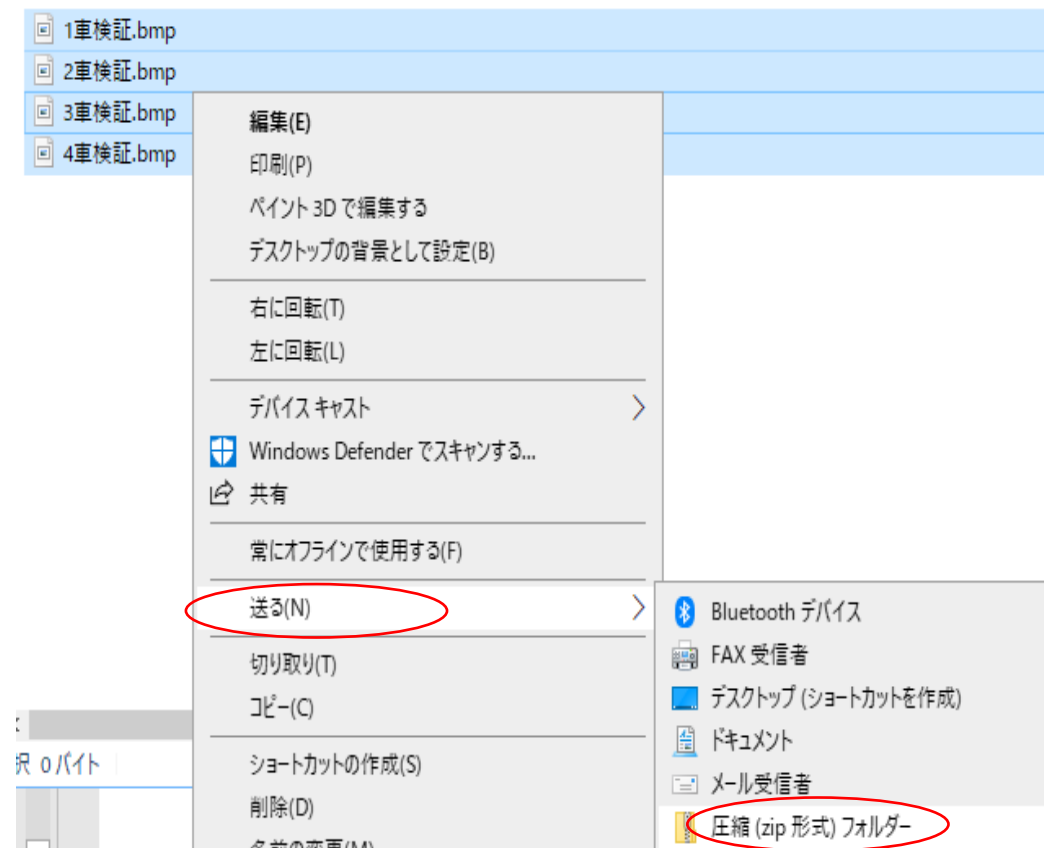 1車検証.bmp
2車検証.bmp
3車検証.bmp
4車検証.bmp
編集(E)
印刷(P)
ペイント 3D で編集する
デスクトップの背景として設定(B)
右に回転(T)
左に回転(L)
デバイス キャスト
Windows Defender でスキャンする...
共有
常にオフラインで使用する(F)
送る(N)
切り取り(T)
コピー(C)
ショートカットの作成(S)
削除(D)
名前の変更(M)
Bluetooth デバイス
FAX 受信者
デスクトップ (ショートカットを作成)
ドキュメント
メール受信者
圧縮 (zip 形式) フォルダー
択 0 バイト